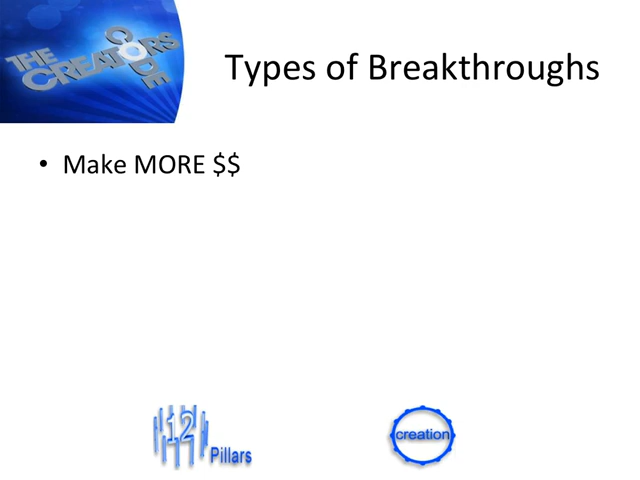 THE
CREATORS
CODE
Types of Breakthroughs
• Make MORE $$
12
Pillars
creation